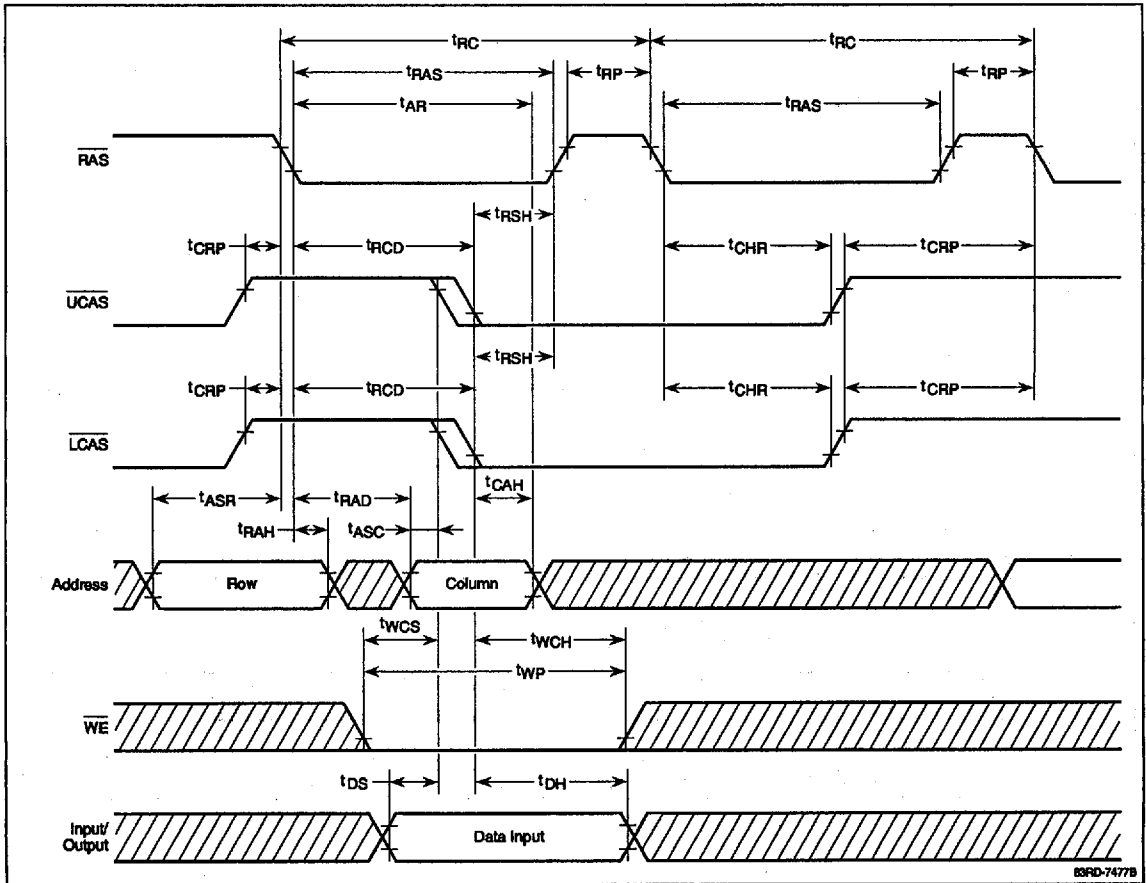 tRC tRC
tRAS tRP tRP
tAR tRAS
RAS
tRSH
tCRP tRCD tCHR tCRP
UCAS
tRSH
tCRP tRCD tCHR tCRP
LCAS
tCAH
tASR tRAD
tRAH tASC
Address Row Column
tWCS tWCH
tWP
WE
tDS tDH
Input/
Output Data Input
83RD-7477B